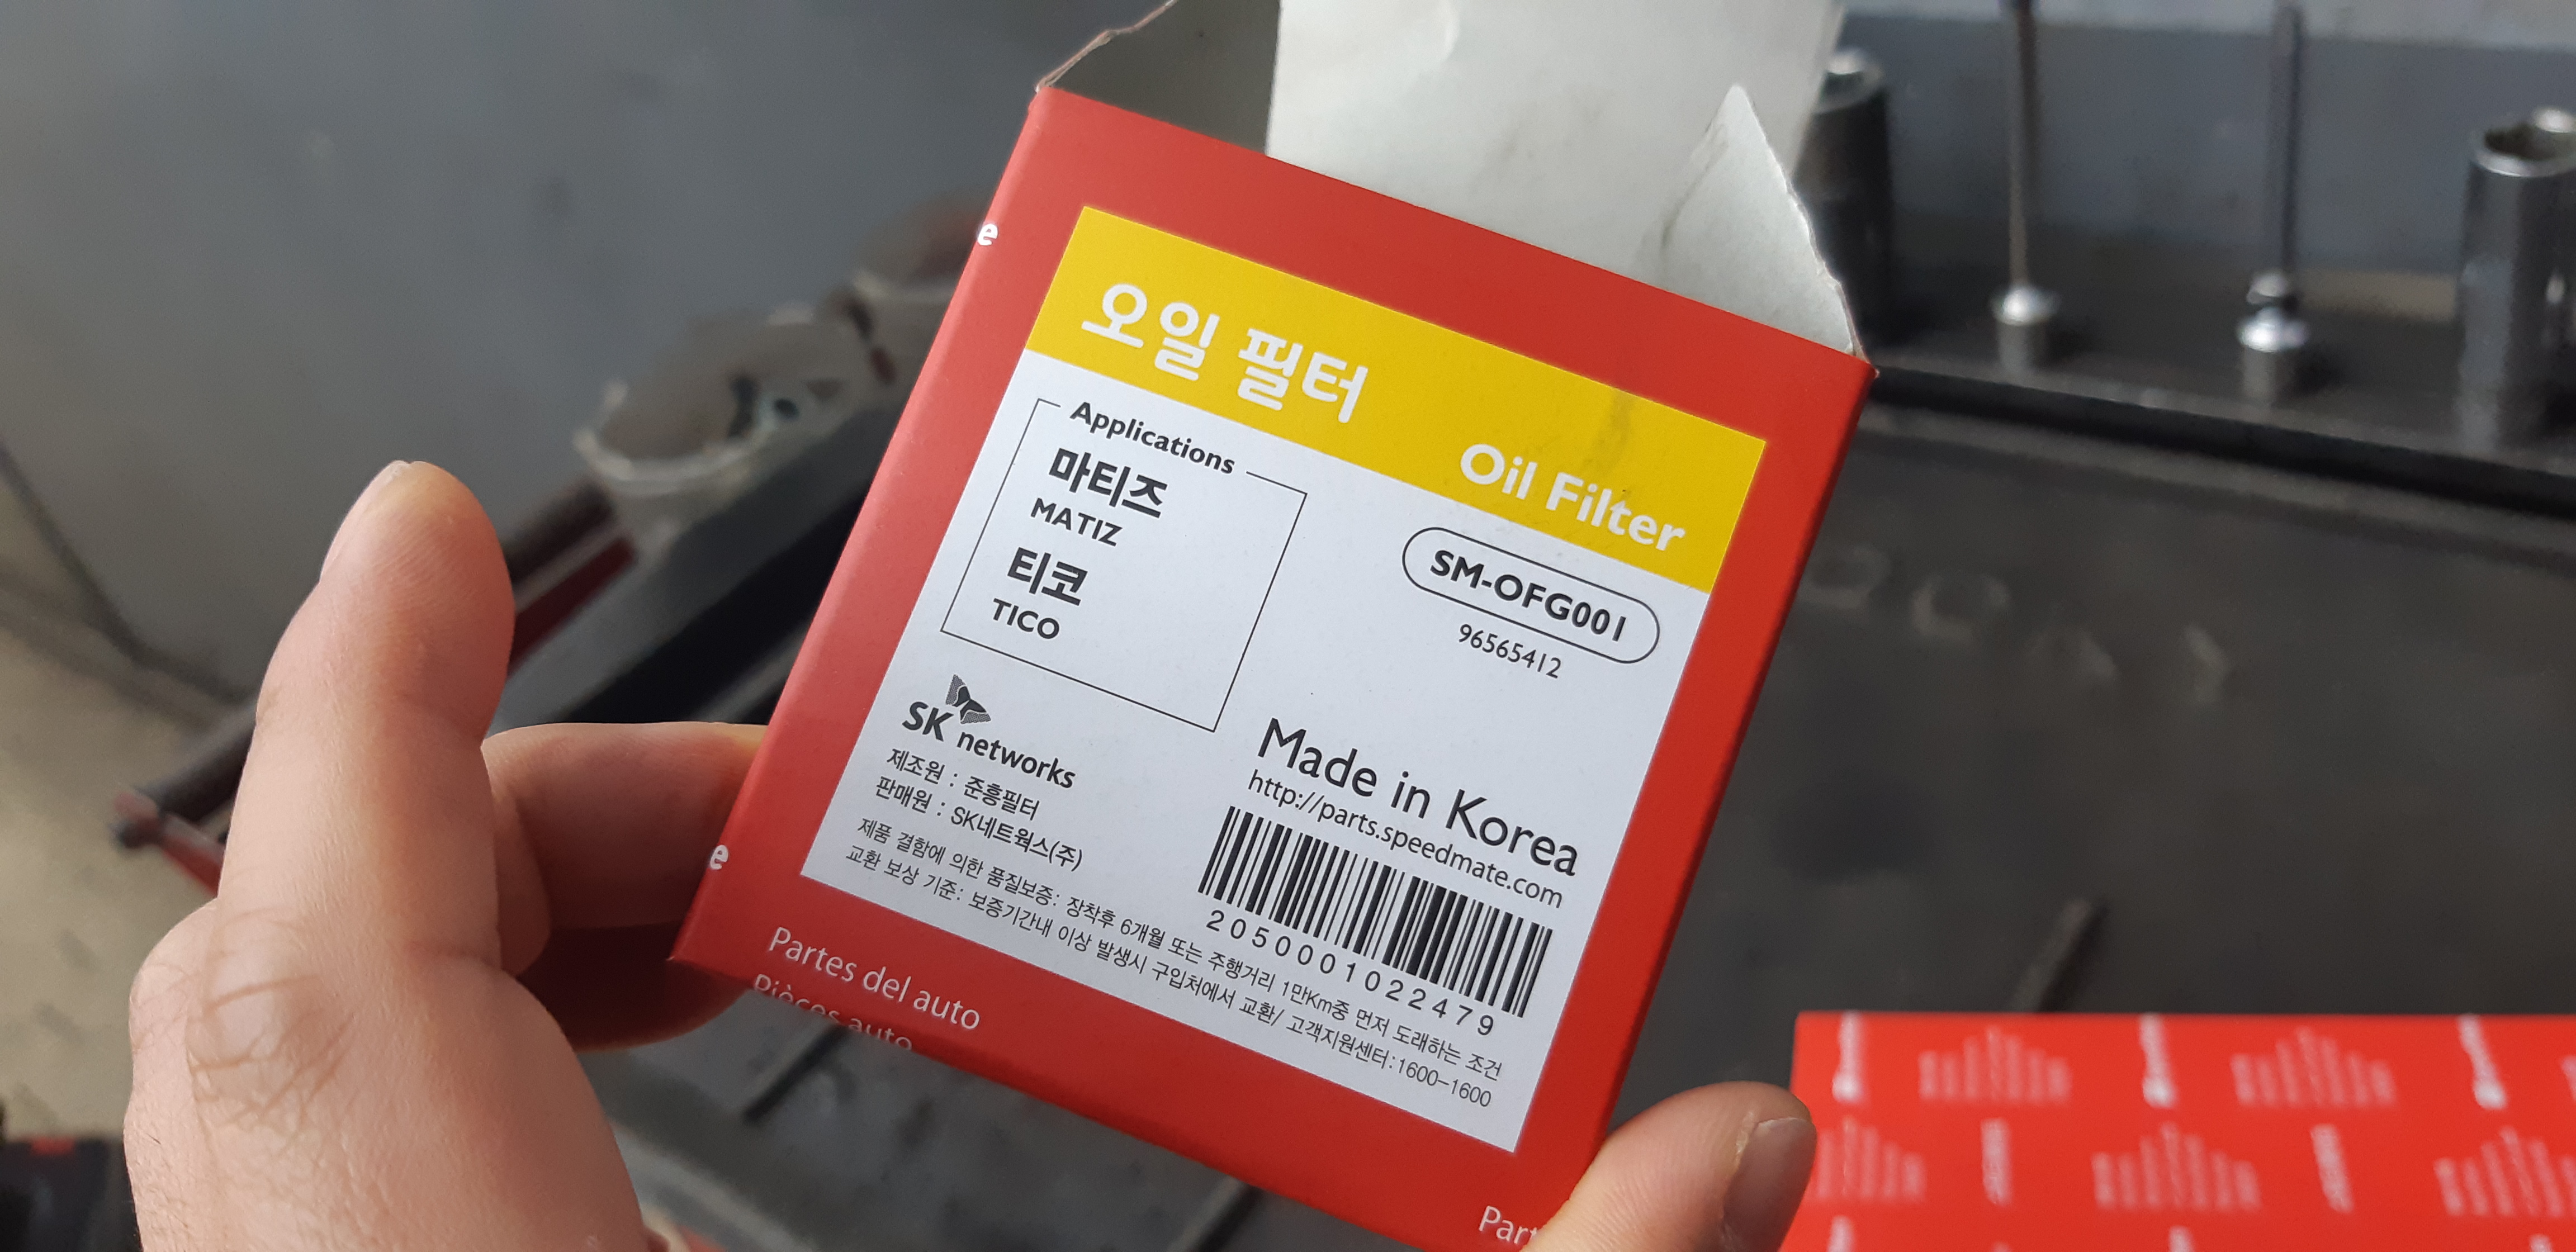 오일 필터
Oil Filter
Applications
마티즈
MATIZ
티코
TICO
SM-OFG001
96565412
SK networks
제조원 : 준흥필터
판매원 : SK네트웍스(주)
Made in Korea
http://parts.speedmate.com
2050001022479
제품 결함에 의한 품질보증: 장착후 6개월 또는 주행거리 1만Km중 먼저 도래하는 조건
교환 보상 기준: 보증기간내 이상 발생시 구입처에서 교환/ 고객지원센터:1600-1600
e
e
Partes del auto
Pièces auto
Part